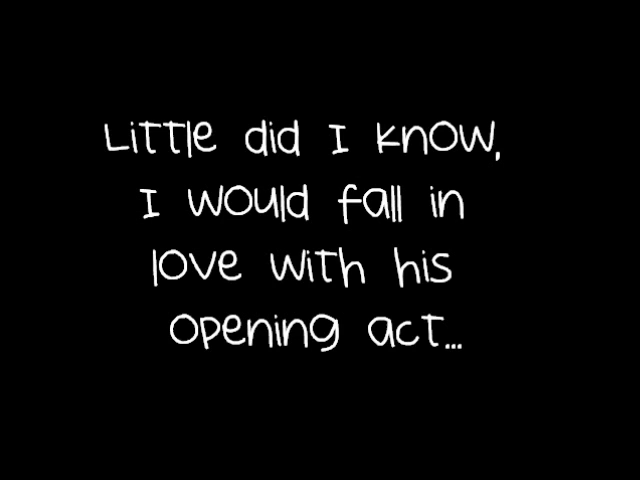 Little did I know,
I would fall in
love with his
opening act...